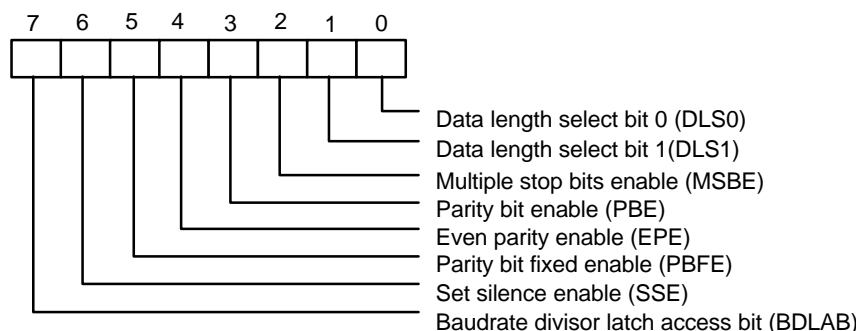 7 6 5 4 3 2 1 0
Data length select bit 0 (DLS0)
Data length select bit 1(DLS1)
Multiple stop bits enable (MSBE)
Parity bit enable (PBE)
Even parity enable (EPE)
Parity bit fixed enable (PBFE)
Set silence enable (SSE)
Baudrate divisor latch access bit (BDLAB)